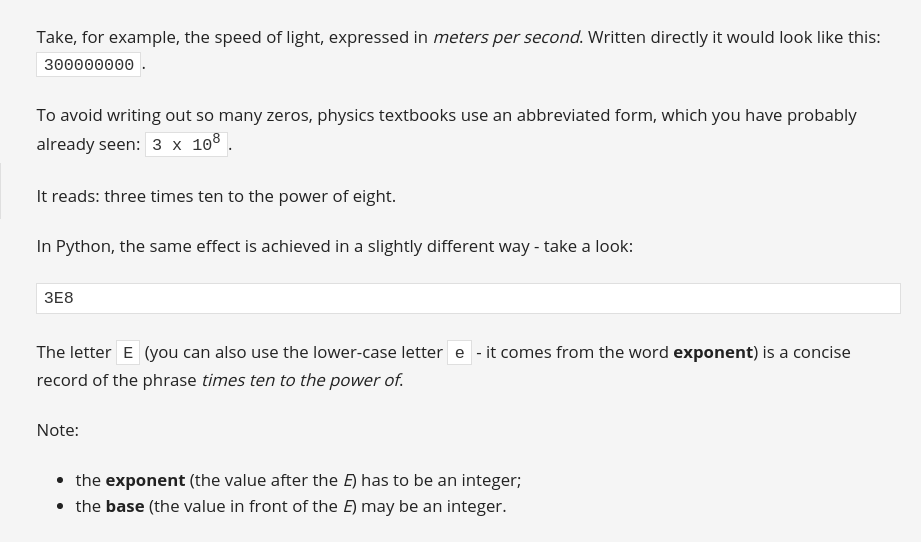 Take, for example, the speed of light, expressed in meters per second. Written directly it would look like this:
300000000.
To avoid writing out so many zeros, physics textbooks use an abbreviated form, which you have probably
already seen: 3 x 10⁸.
It reads: three times ten to the power of eight.
In Python, the same effect is achieved in a slightly different way - take a look:
3E8
The letter E (you can also use the lower-case letter e - it comes from the word exponent) is a concise
record of the phrase times ten to the power of.
Note:
• the exponent (the value after the E) has to be an integer;
• the base (the value in front of the E) may be an integer.